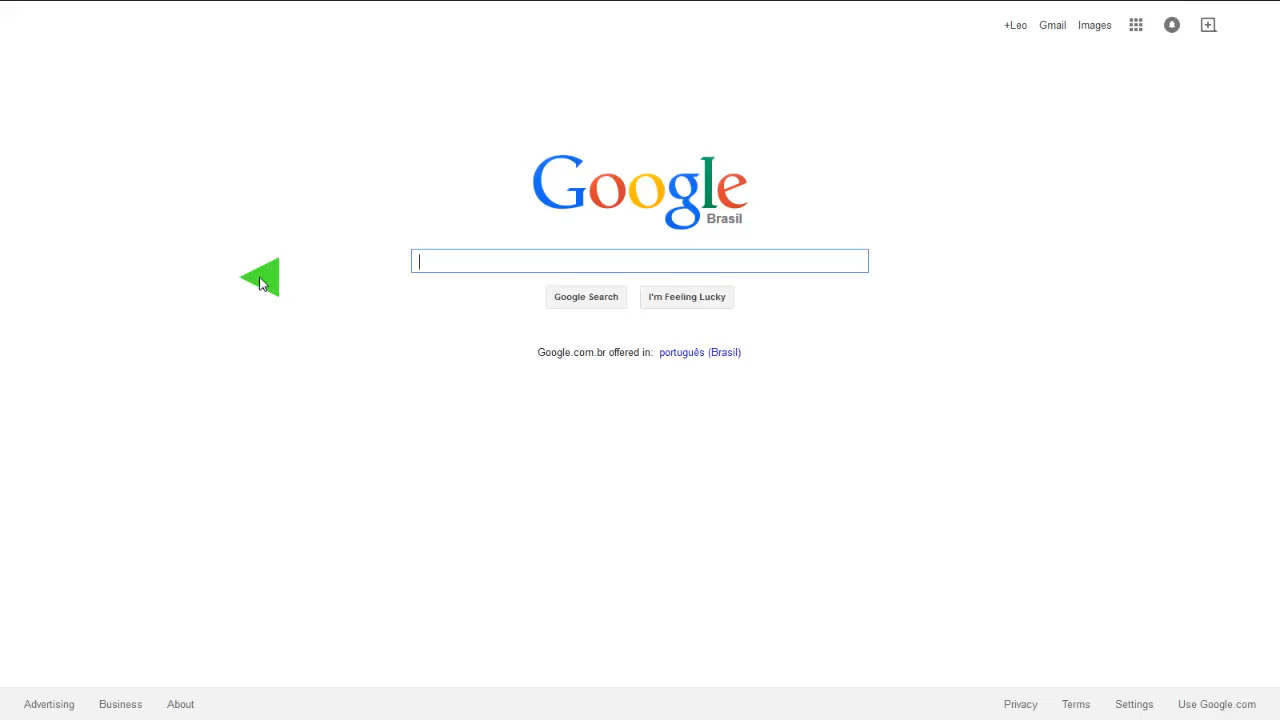 +Leo Gmail Images
Google
Brasil
Google Search I'm Feeling Lucky
Google.com.br offered in: português (Brasil)
Advertising Business About Privacy Terms Settings Use Google.com